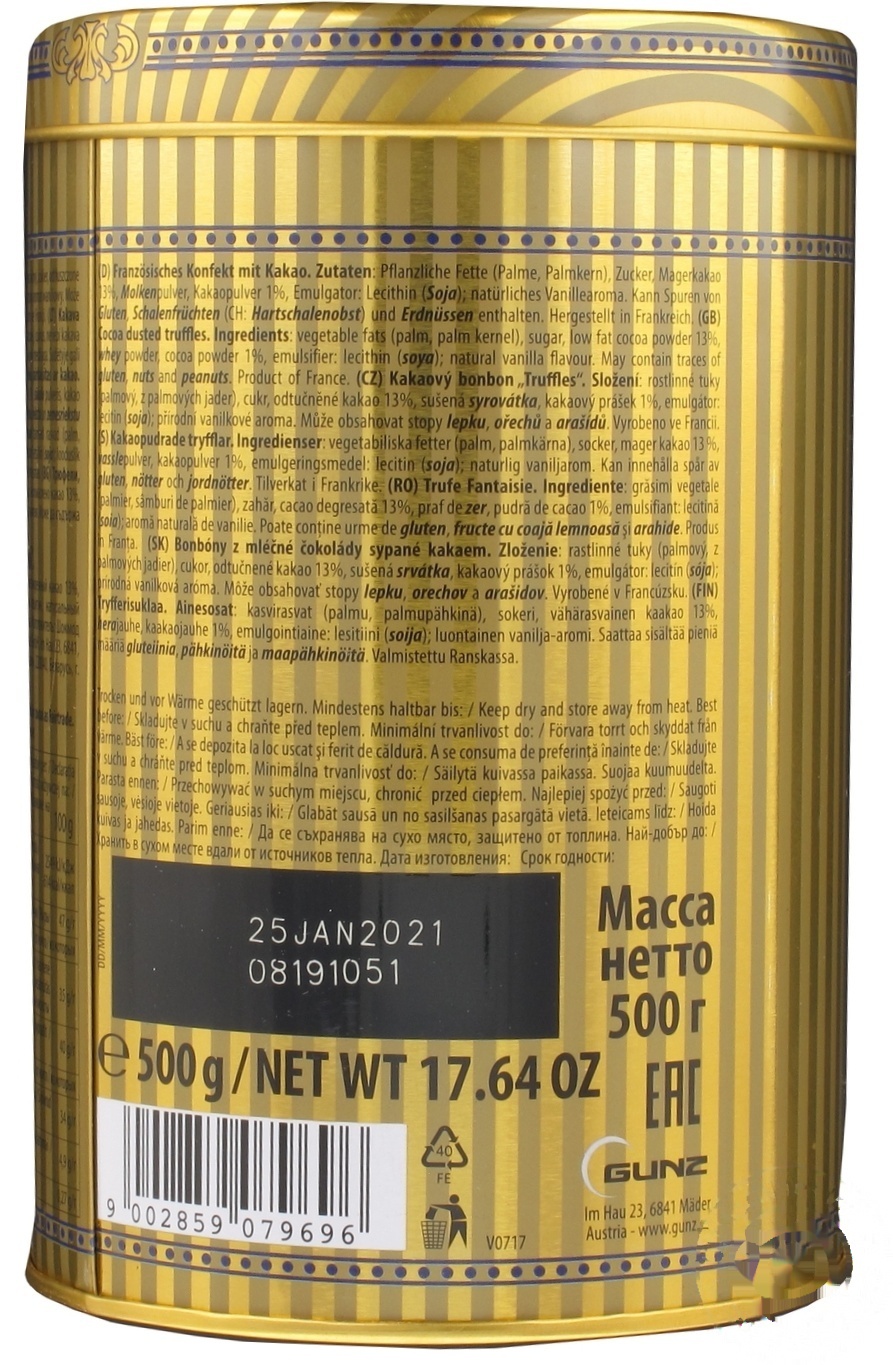 (D) Französisches Konfekt mit Kakao. Zutaten: Pflanzliche Fette (Palme, Palmkern), Zucker, Magerkakao
13%, Molkenpulver, Kakaopulver 1%, Emulgator: Lecithin (Soja); natürliches Vanillearoma. Kann Spuren von
Gluten, Schalenfrüchten (CH: Hartschalenobst) und Erdnüssen enthalten. Hergestellt in Frankreich. (GB)
Cocoa dusted truffles. Ingredients: vegetable fats (palm, palm kernel), sugar, low fat cocoa powder 13%,
whey powder, cocoa powder 1%, emulsifier: lecithin (soya); natural vanilla flavour. May contain traces of
gluten, nuts and peanuts. Product of France. (CZ) Kakaový bonbon „Truffles“. Složení: rostlinné tuky
(palmový, z palmových jader), cukr, odtučněné kakao 13%, sušená syrovátka, kakaový prášek 1%, emulgátor:
lecitin (soja); přírodní vanilkové aroma. Může obsahovat stopy lepku, ořechů a arašídů. Vyrobeno ve Francii.
(S) Kakaopudrade tryfflar. Ingredienser: vegetabiliska fetter (palm, palmkärna), socker, mager kakao 13%,
vasslepulver, kakaopulver 1%, emulgeringsmedel: lecitin (soja); naturlig vaniljarom. Kan innehålla spår av
gluten, nötter och jordnötter. Tilverkat i Frankrike. (RO) Trufe Fantaisie. Ingrediente: grăsimi vegetale
(palmier, sâmburi de palmier), zahăr, cacao degresată 13%, praf de zer, pudră de cacao 1%, emulsifiant: lecitină
(soia); aromă naturală de vanilie. Poate conține urme de gluten, fructe cu coajă lemnoasă și arahide. Produs
în Franța. (SK) Bonbóny z mléčné čokolády sypané kakaem. Zloženie: rastlinné tuky (palmový, z
palmových jadier), cukor, odtučnené kakao 13%, sušená srvátka, kakaový prášok 1%, emulgátor: lecitín (sója);
prírodná vanilková aróma. Môže obsahovať stopy lepku, orechov a arašidov. Vyrobené v Francúzsku. (FIN)
Tryfferisuklaa. Ainesosat: kasvirasvat (palmu, palmupähkinä), sokeri, vähärasvainen kaakao 13%,
herajauhe, kaakaojauhe 1%, emulgointiaine: lesitiini (soija); luontainen vanilja-aromi. Saattaa sisältää pieniä
määriä gluteiinia, pähkinöitä ja maapähkinöitä. Valmistettu Ranskassa.
Trocken und vor Wärme geschützt lagern. Mindestens haltbar bis: / Keep dry and store away from heat. Best
before: / Skladujte v suchu a chraňte před teplem. Minimální trvanlivost do: / Förvara torrt och skyddat från
värme. Bäst före: / A se depozita la loc uscat și ferit de căldură. A se consuma de preferință înainte de: / Skladujte
v suchu a chráňte pred teplom. Minimálna trvanlivosť do: / Säilytä kuivassa paikassa. Suojaa kuumuudelta.
Parasta ennen: / Przechowywać w suchym miejscu, chronić przed ciepłem. Najlepiej spożyć przed: / Saugoti
sausoje, vėsioje vietoje. Geriausias iki: / Glabāt sausā un no sasilšanas pasargātā vietā. Ieteicams līdz: / Hoida
kuivas ja jahedas. Parim enne: / Да се съхранява на сухо място, защитено от топлина. Най-добър до: /
Хранить в сухом месте вдали от источников тепла. Дата изготовления: Срок годности:
DD/MM/YYYY
25JAN2021
08191051
Масса
нетто
500 г
℮ 500 g / NET WT 17.64 OZ
EAC
40
FE
GUNZ
Im Hau 23, 6841 Mäder
Austria - www.gunz.
9 002859 079696
V0717